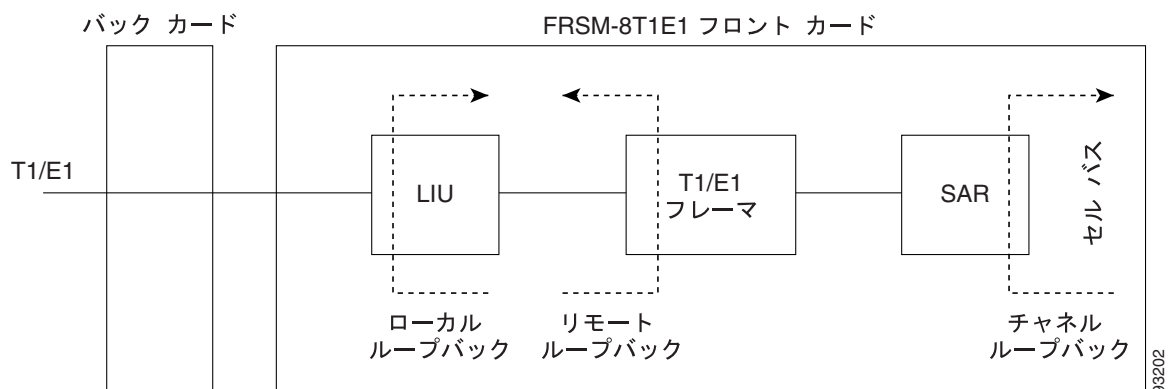 バック カード
FRSM-8T1E1 フロント カード
T1/E1
LIU
T1/E1
フレーマ
SAR
セル バス
ローカル
ループバック
リモート
ループバック
チャネル
ループバック
93202